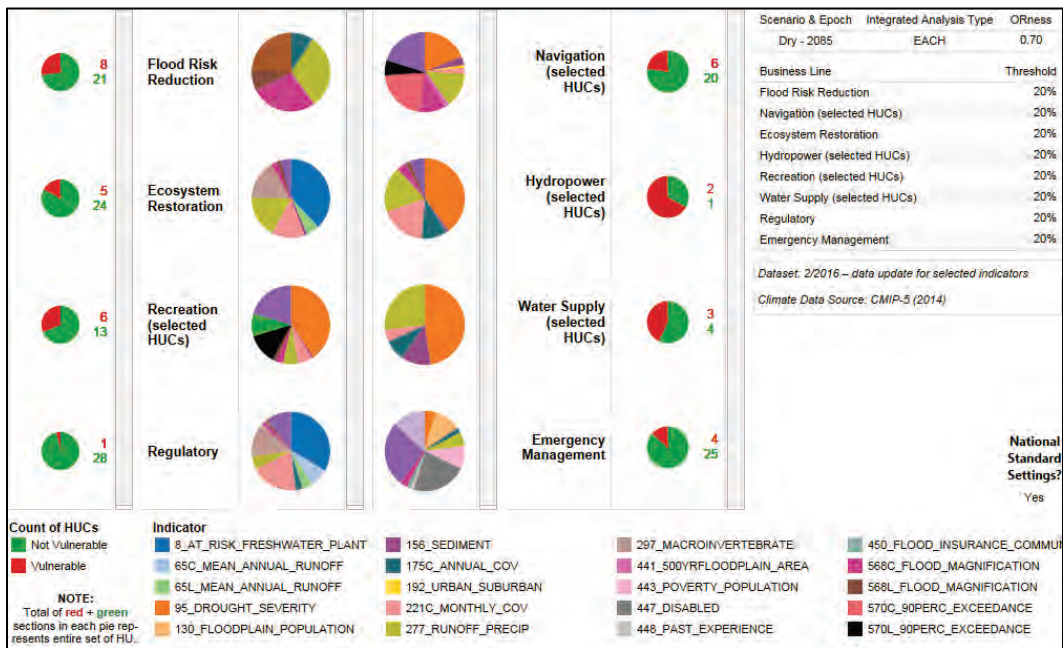 8
21
Flood Risk
Reduction
Navigation
(selected
HUCs)
6
20
5
24
Ecosystem
Restoration
Hydropower
(selected
HUCs)
2
1
6
13
Recreation
(selected
HUCs)
Water Supply
(selected
HUCs)
3
4
1
28
Regulatory
Emergency
Management
4
25
Scenario & Epoch Integrated Analysis Type ORness
Dry - 2085 EACH 0.70
Business Line Threshold
Flood Risk Reduction 20%
Navigation (selected HUCs) 20%
Ecosystem Restoration 20%
Hydropower (selected HUCs) 20%
Recreation (selected HUCs) 20%
Water Supply (selected HUCs) 20%
Regulatory 20%
Emergency Management 20%
Dataset: 2/2016 – data update for selected indicators
Climate Data Source: CMIP-5 (2014)
National
Standard
Settings?
Yes
Count of HUCs
Not Vulnerable
Vulnerable
NOTE:
Total of red + green
sections in each pie rep-
resents entire set of HU..
Indicator
8_AT_RISK_FRESHWATER_PLANT
65C_MEAN_ANNUAL_RUNOFF
65L_MEAN_ANNUAL_RUNOFF
95_DROUGHT_SEVERITY
130_FLOODPLAIN_POPULATION
156_SEDIMENT
175C_ANNUAL_COV
192_URBAN_SUBURBAN
221C_MONTHLY_COV
277_RUNOFF_PRECIP
297_MACROINVERTEBRATE
441_500YRFLOODPLAIN_AREA
443_POVERTY_POPULATION
447_DISABLED
448_PAST_EXPERIENCE
450_FLOOD_INSURANCE_COMMUN
568C_FLOOD_MAGNIFICATION
568L_FLOOD_MAGNIFICATION
570C_90PERC_EXCEEDANCE
570L_90PERC_EXCEEDANCE